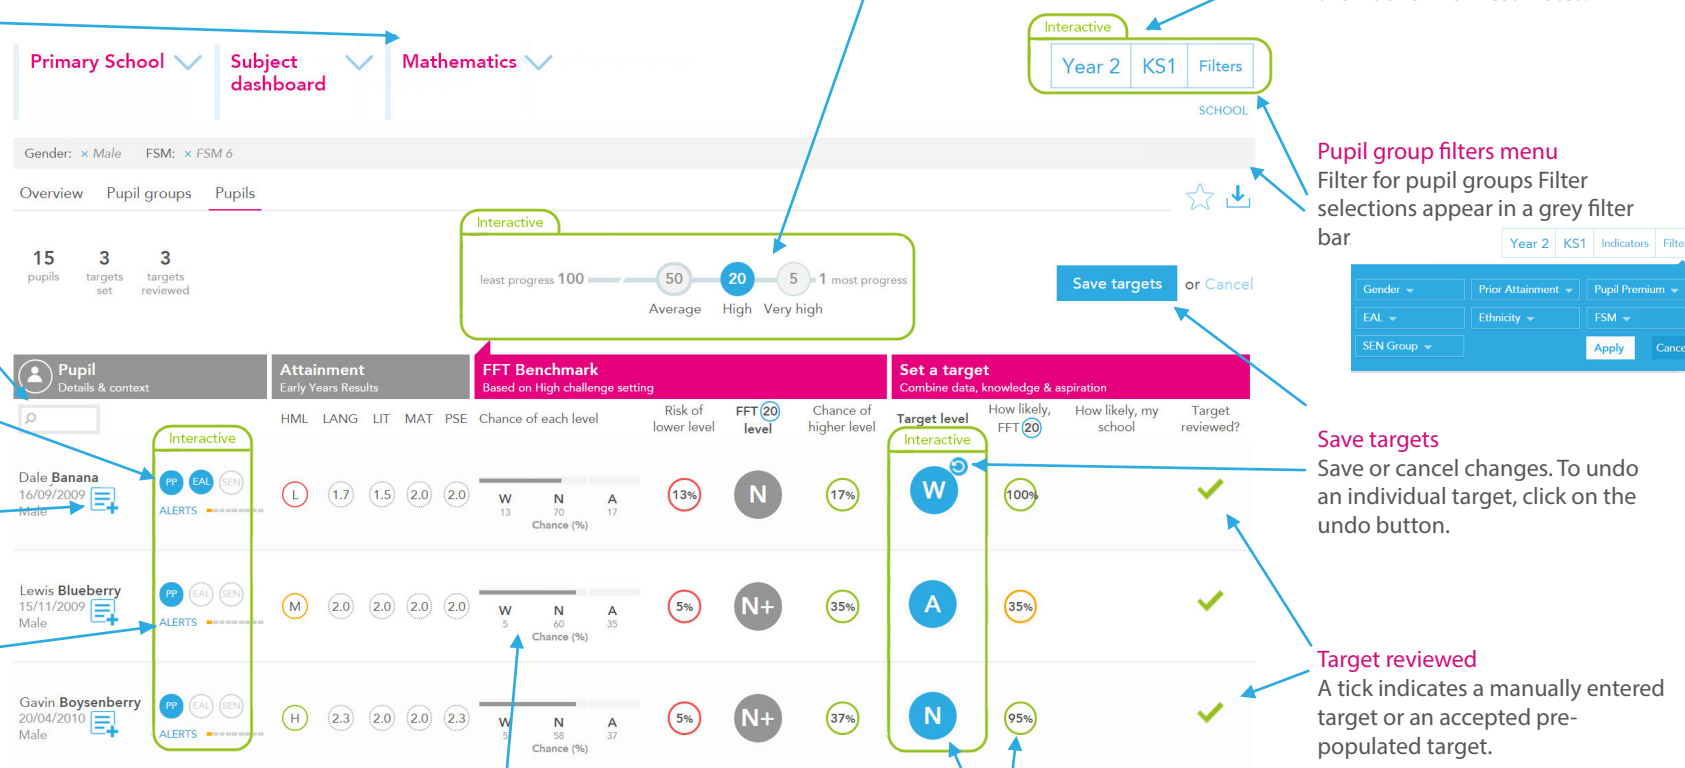 Interactive
Primary School
Subject
dashboard
Mathematics
Year 2 KS1 Filters
SCHOOL
Gender: × Male FSM: × FSM 6
Overview Pupil groups Pupils
15
pupils
3
targets
set
3
targets
reviewed
Interactive
least progress 100 50 20 5 1 most progress
Average High Very high
Save targets or Cancel
Pupil group filters menu
Filter for pupil groups Filter
selections appear in a grey filter
bar.
Year 2 KS1 Indicators
Gender Prior Attainment Pupil Premium
EAL Ethnicity FSM
SEN Group Apply
Pupil
Details & context
Attainment
Early Years Results
FFT Benchmark
Based on High challenge setting
Set a target
Combine data, knowledge & aspiration
Interactive
HML LANG LIT MAT PSE
Chance of each level
Risk of
lower level
FFT 20
level
Chance of
higher level
Target level
Interactive
How likely,
FFT 20
How likely, my
school
Target
reviewed?
Dale Banana
16/09/2009
Male
PP EAL SEN
ALERTS
L 1.7 1.5 2.0 2.0
W N A
13 70 17
Chance (%)
13% N 17% W 100%
Lewis Blueberry
15/11/2009
Male
PP EAL SEN
ALERTS
M 2.0 2.0 2.0 2.0
W N A
5 60 35
Chance (%)
5% N+ 35% A 35%
Gavin Boysenberry
20/04/2010
Male
PP EAL SEN
ALERTS
H 2.3 2.0 2.0 2.3
W N A
5 58 37
Chance (%)
5% N+ 37% N 95%
Save targets
Save or cancel changes. To undo
an individual target, click on the
undo button.
Target reviewed
A tick indicates a manually entered
target or an accepted pre-
populated target.